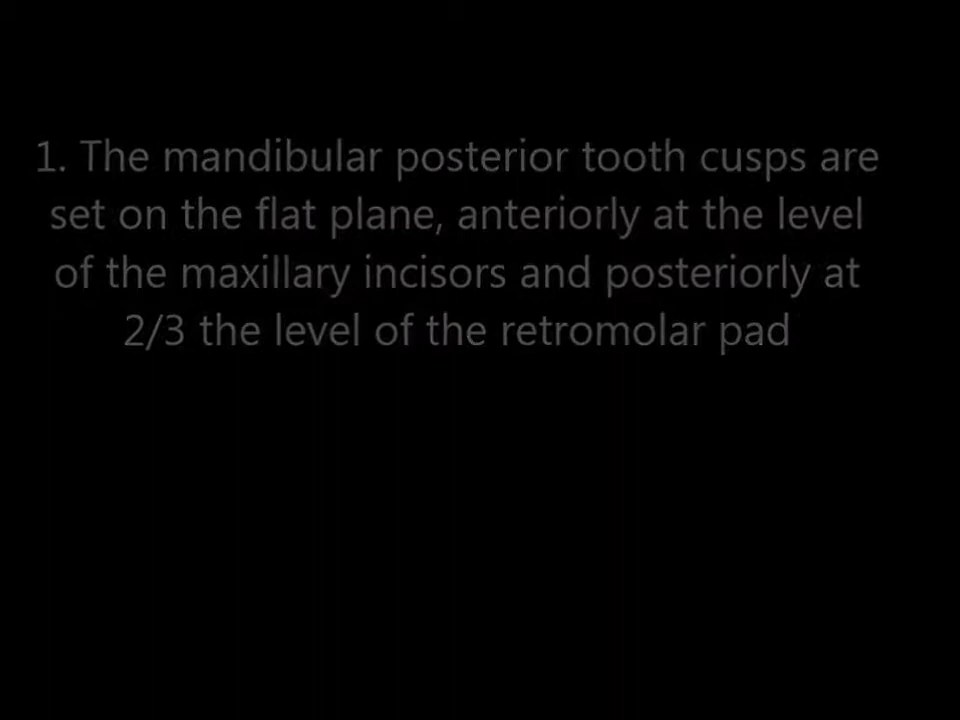 1. The mandibular posterior tooth cusps are
set on the flat plane, anteriorly at the level
of the maxillary incisors and posteriorly at
2/3 the level of the retromolar pad